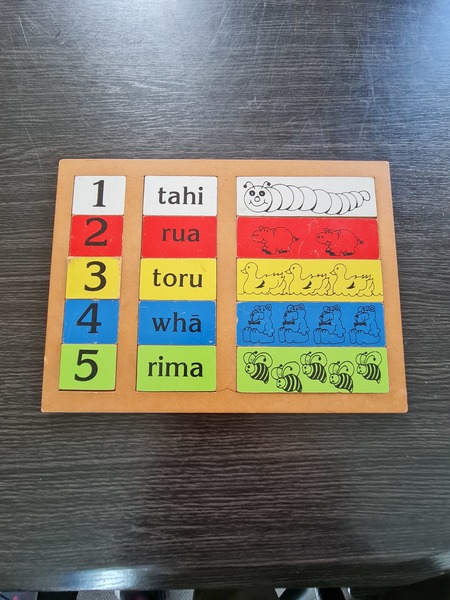 1 tahi
2 rua
3 toru
4 whā
5 rima